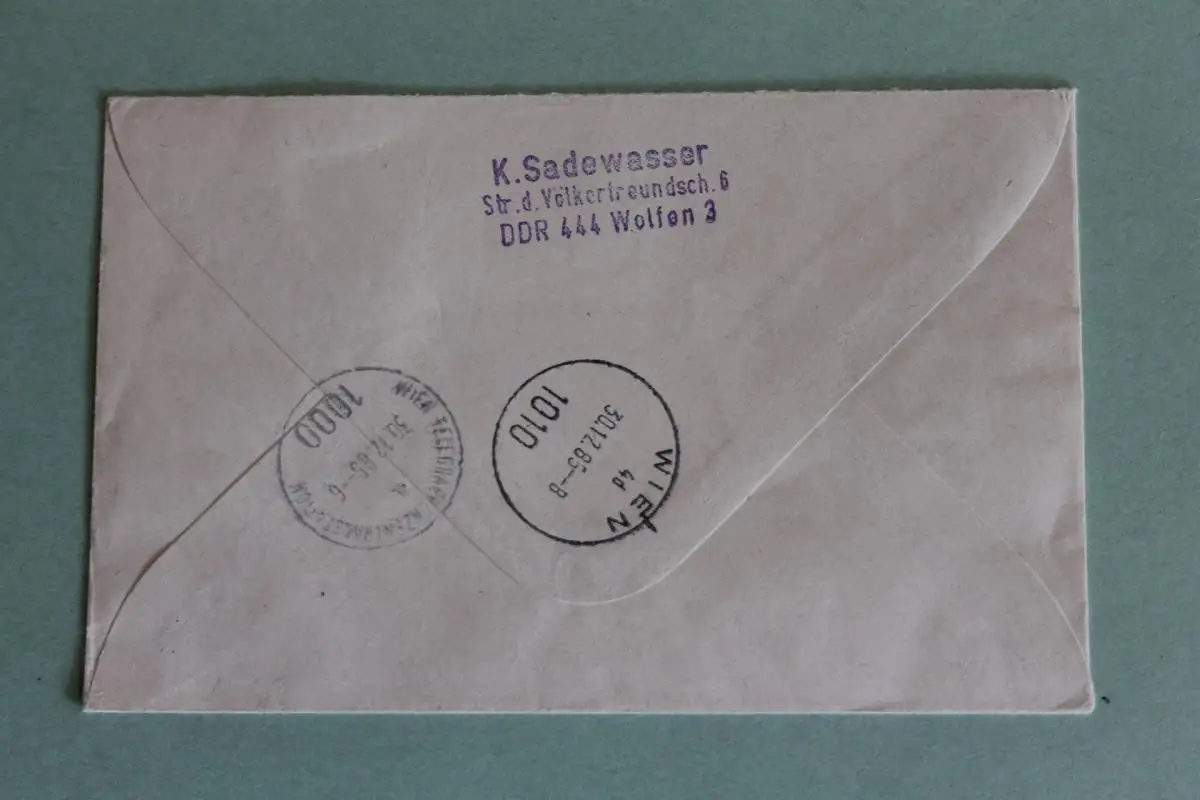 K.Sadewasser
Str.d.Völkerfreundsch.6
DDR 444 Wolfen 3
1000
WIEN TELEGRAFENZENTRALSTATION
30.12.85--6
1010
30.12.85--8
4d
WIEN